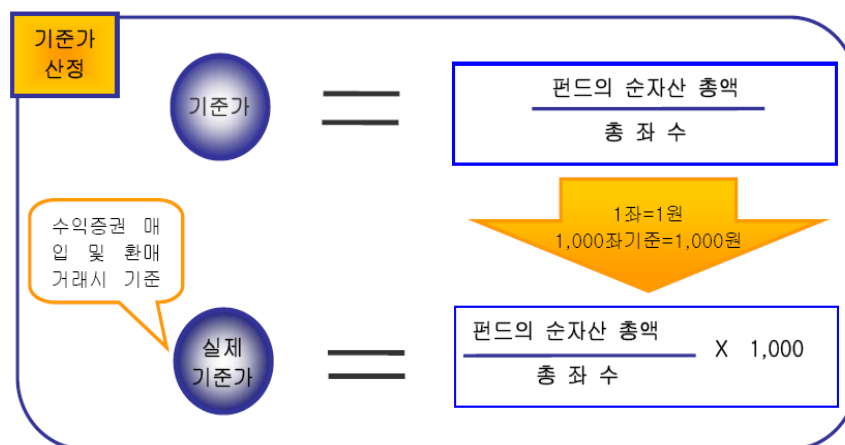 기준가
산정
기준가
펀드의 순자산 총액
총 좌 수
1좌=1원
1,000좌기준=1,000원
수익증권 매
입 및 환매
거래시 기준
실제
기준가
펀드의 순자산 총액
총 좌 수
X 1,000